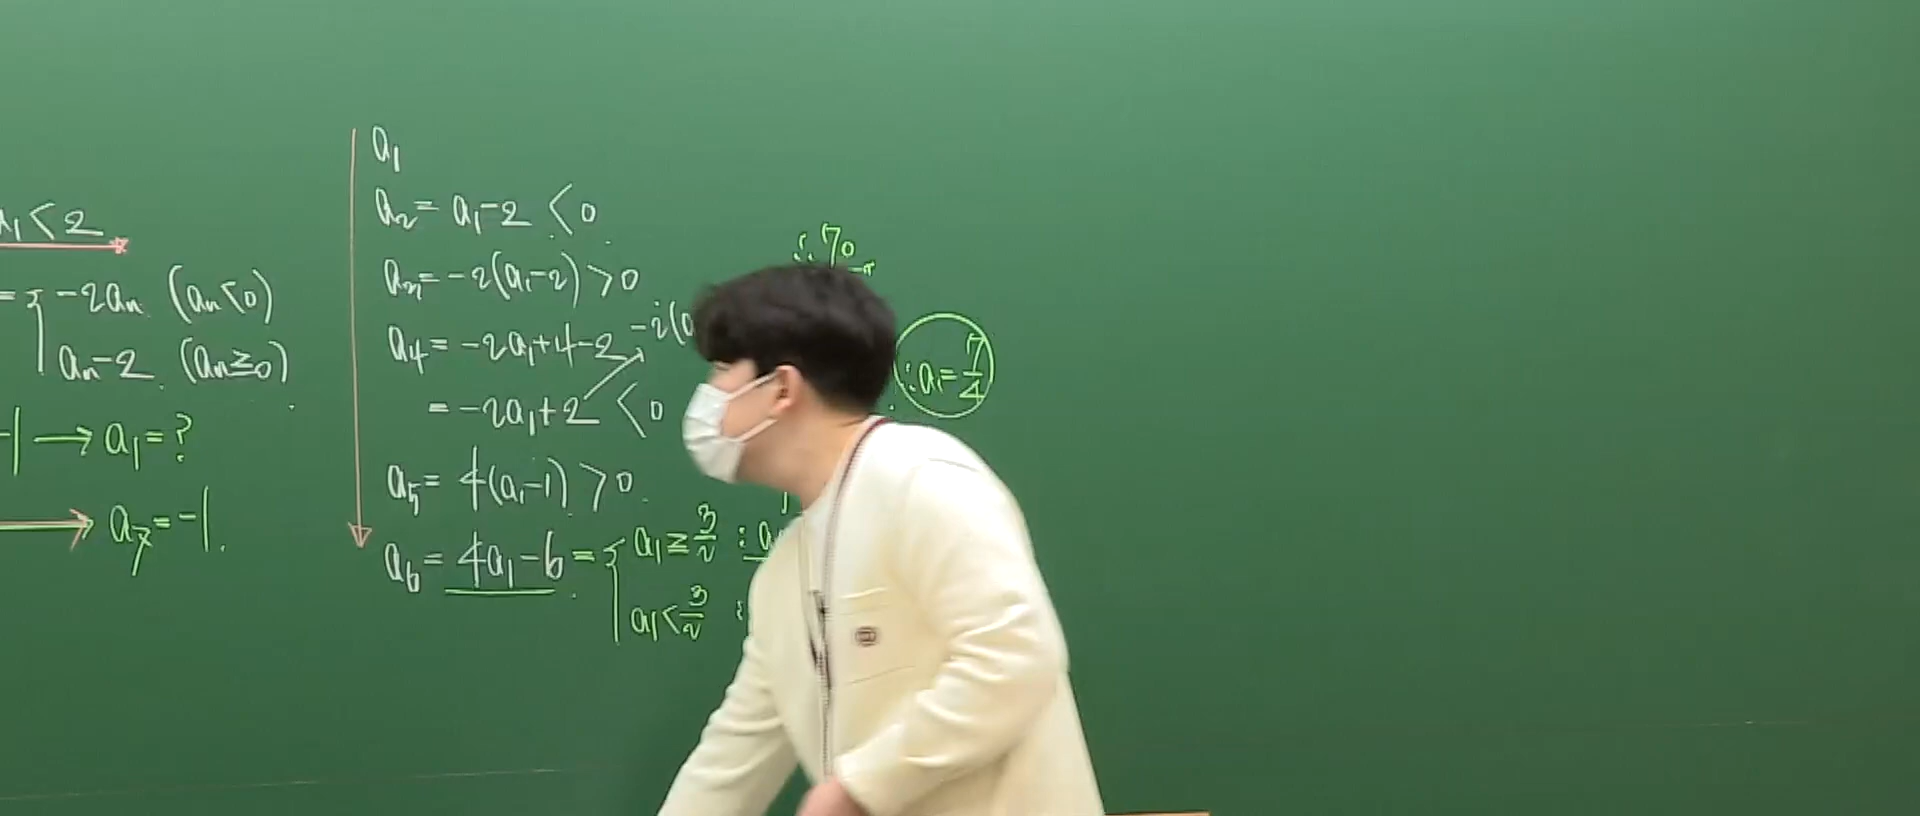 a₁<2
= { -2aₙ (aₙ<0)
aₙ-2 (aₙ≥0)
-1 → a₁=?
→ a₇=-1.
a₁
a₂= a₁-2 <0
a₃= -2(a₁-2) >0
a₄= -2a₁+4-2
= -2a₁+2 <0
a₅= 4(a₁-1) >0
a₆= 4a₁-6 = { a₁≥3/2 :
a₁<3/2 :
∴ 70
∴ a₁=7/4